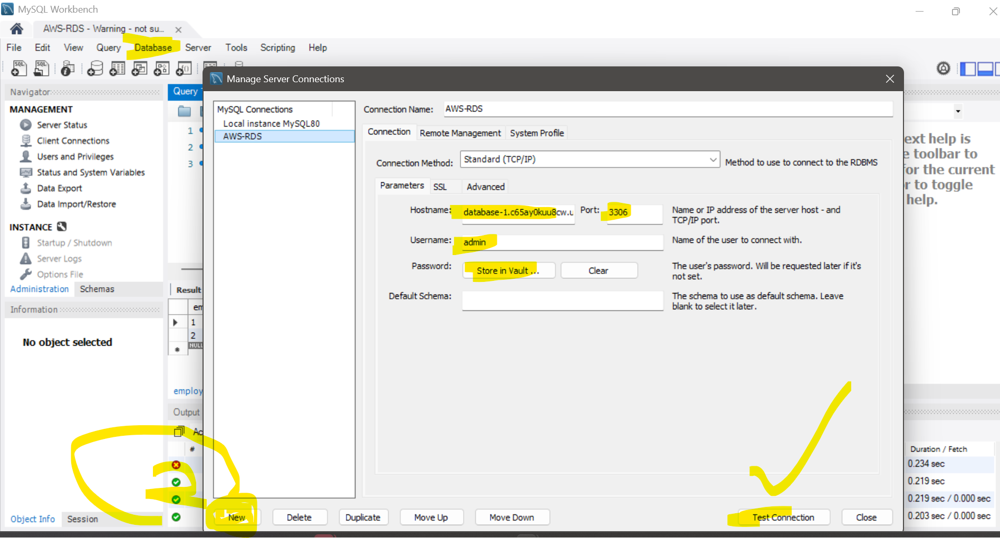 MySQL Workbench
AWS-RDS - Warning - not su...
File Edit View Query Database Server Tools Scripting Help
SQL SQL
Manage Server Connections
Navigator
MANAGEMENT
Server Status
Client Connections
Users and Privileges
Status and System Variables
Data Export
Data Import/Restore
INSTANCE
Startup / Shutdown
Server Logs
Options File
Administration Schemas
Information
No object selected
Object Info Session
Query
1
2
3
Result
em
1
2
NULL
employ
Output
Ac
#
2
MySQL Connections
Local instance MySQL80
AWS-RDS
Connection Name: AWS-RDS
Connection Remote Management System Profile
Connection Method: Standard (TCP/IP) Method to use to connect to the RDBMS
Parameters SSL Advanced
Hostname: database-1.c65ay0kuu8cw.u Port: 3306 Name or IP address of the server host - and
TCP/IP port.
Username: admin Name of the user to connect with.
Password: Store in Vault ... Clear The user's password. Will be requested later if it's
not set.
Default Schema: The schema to use as default schema. Leave
blank to select it later.
New Delete Duplicate Move Up Move Down Test Connection Close
ext help is
e toolbar to
for the current
r to toggle
help.
Duration / Fetch
0.234 sec
0.219 sec
0.219 sec / 0.000 sec
0.203 sec / 0.000 sec